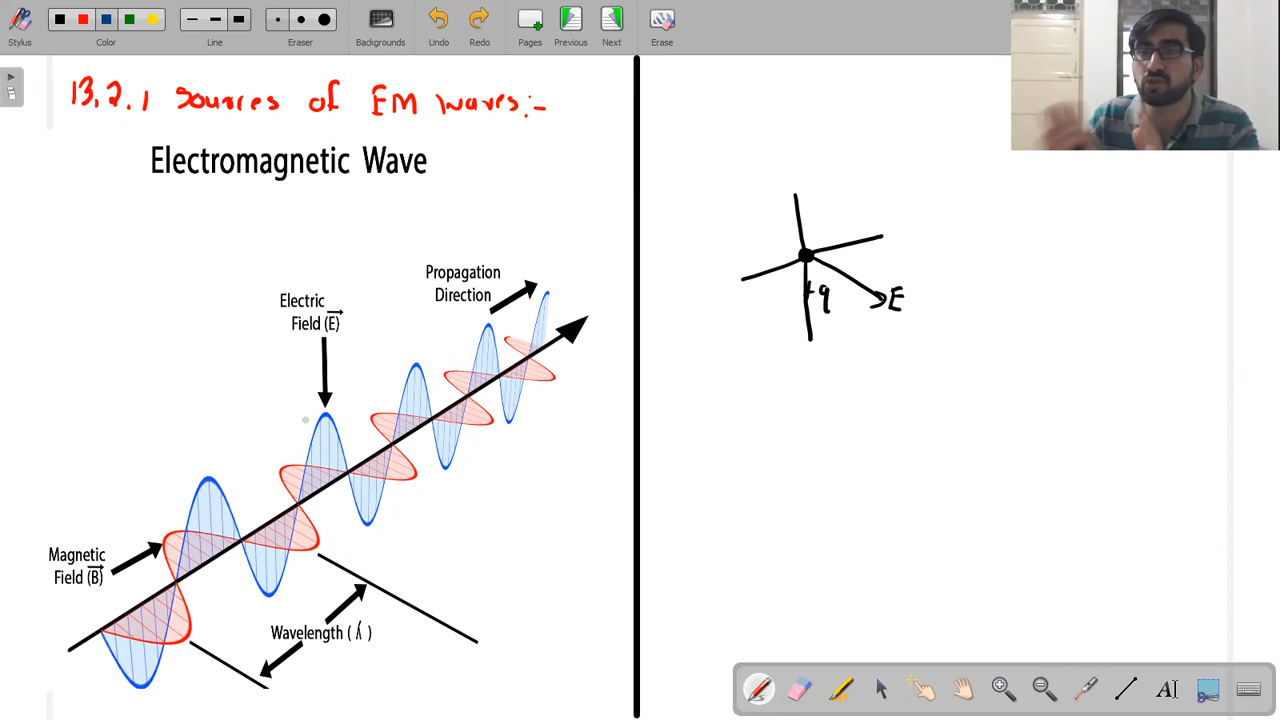 Stylus
Color
Line
Eraser
Backgrounds
Undo
Redo
Pages
Previous
Next
Erase
13.2.1 Sources of EM waves:-
Electromagnetic Wave
Propagation
Direction
Electric
Field (E)
Magnetic
Field (B)
Wavelength (λ)
+q
E
AI